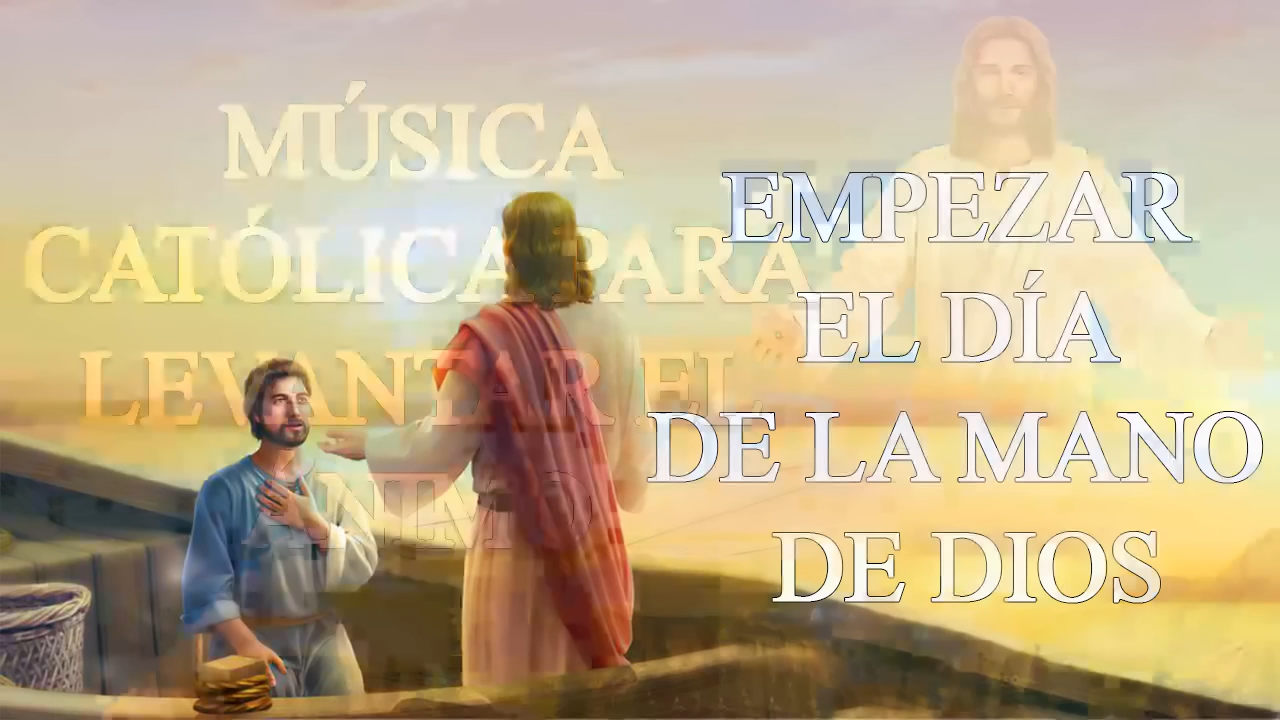 MÚSICA
CATÓLICA PARA
LEVANTAR EL
ÁNIMO
EMPEZAR
EL DÍA
DE LA MANO
DE DIOS